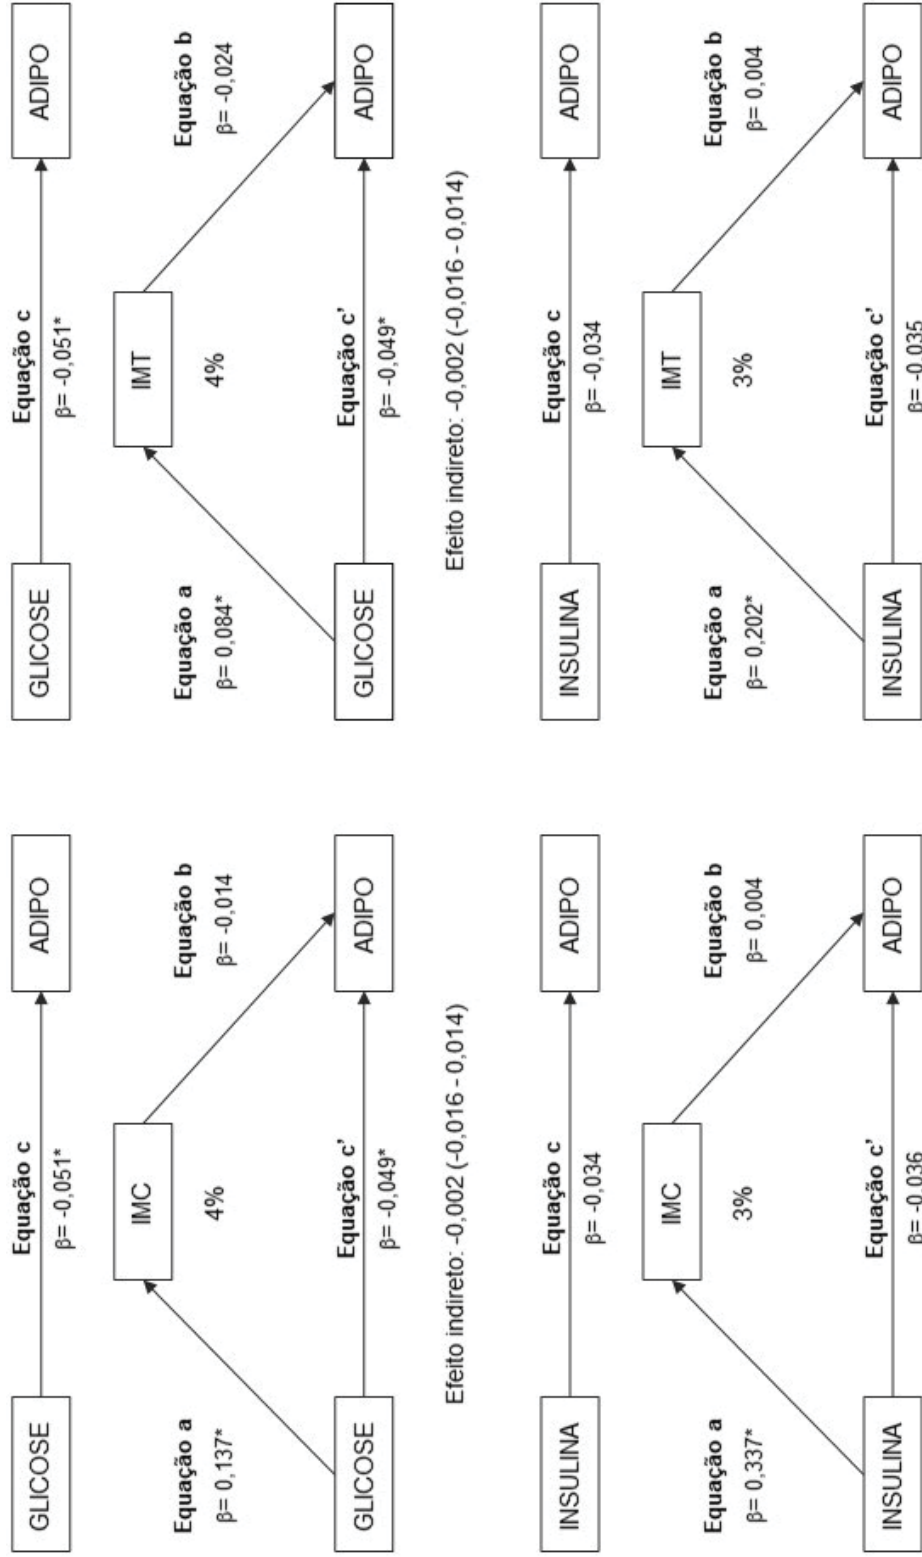 GLICOSE
Equação c
β= -0,051*
ADIPO
Equação a
β= 0,137*
IMC
4%
Equação b
β= -0,014
GLICOSE
Equação c’
β= -0,049*
ADIPO
Efeito indireto: -0,002 (-0,016 - 0,014)
GLICOSE
Equação c
β= -0,051*
ADIPO
Equação a
β= 0,084*
IMT
4%
Equação b
β= -0,024
GLICOSE
Equação c’
β= -0,049*
ADIPO
Efeito indireto: -0,002 (-0,016 - 0,014)
INSULINA
Equação c
β= -0,034
ADIPO
Equação a
β= 0,337*
IMC
3%
Equação b
β= 0,004
INSULINA
Equação c’
β= -0,036
ADIPO
INSULINA
Equação c
β= -0,034
ADIPO
Equação a
β= 0,202*
IMT
3%
Equação b
β= 0,004
INSULINA
Equação c’
β= -0,035
ADIPO